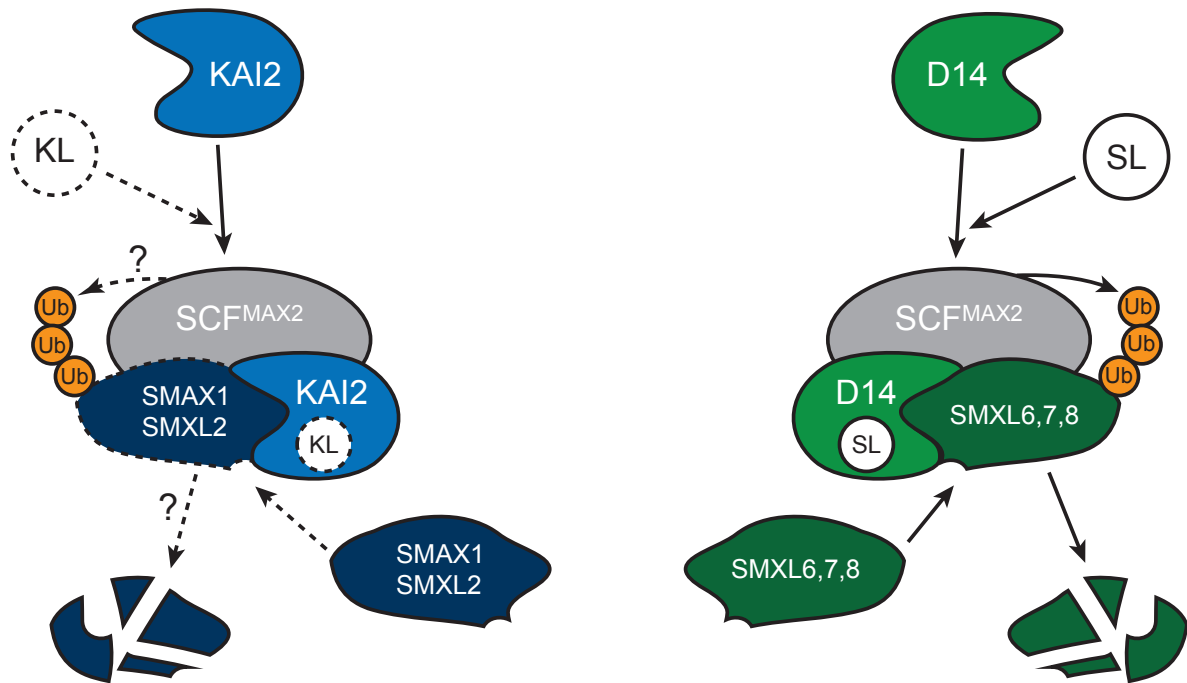 KAI2
KL
?
SCFMAX2
Ub
Ub
Ub
SMAX1
SMXL2
KAI2
KL
?
SMAX1
SMXL2
D14
SL
SCFMAX2
Ub
Ub
Ub
D14
SL
SMXL6,7,8
SMXL6,7,8